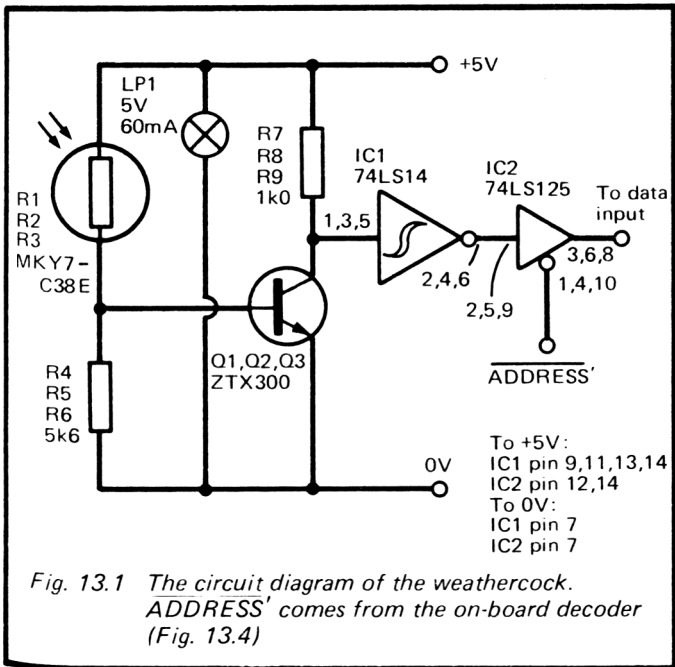 +5V
LP1
5V
60mA
R7
R8
R9
1k0
IC1
74LS14
IC2
74LS125
To data
input
R1
R2
R3
MKY7-
C38E
1,3,5
2,4,6
2,5,9
3,6,8
1,4,10
ADDRESS'
Q1,Q2,Q3
ZTX300
R4
R5
R6
5k6
0V
To +5V:
IC1 pin 9,11,13,14
IC2 pin 12,14
To 0V:
IC1 pin 7
IC2 pin 7
Fig. 13.1 The circuit diagram of the weathercock.
ADDRESS' comes from the on-board decoder
(Fig. 13.4)